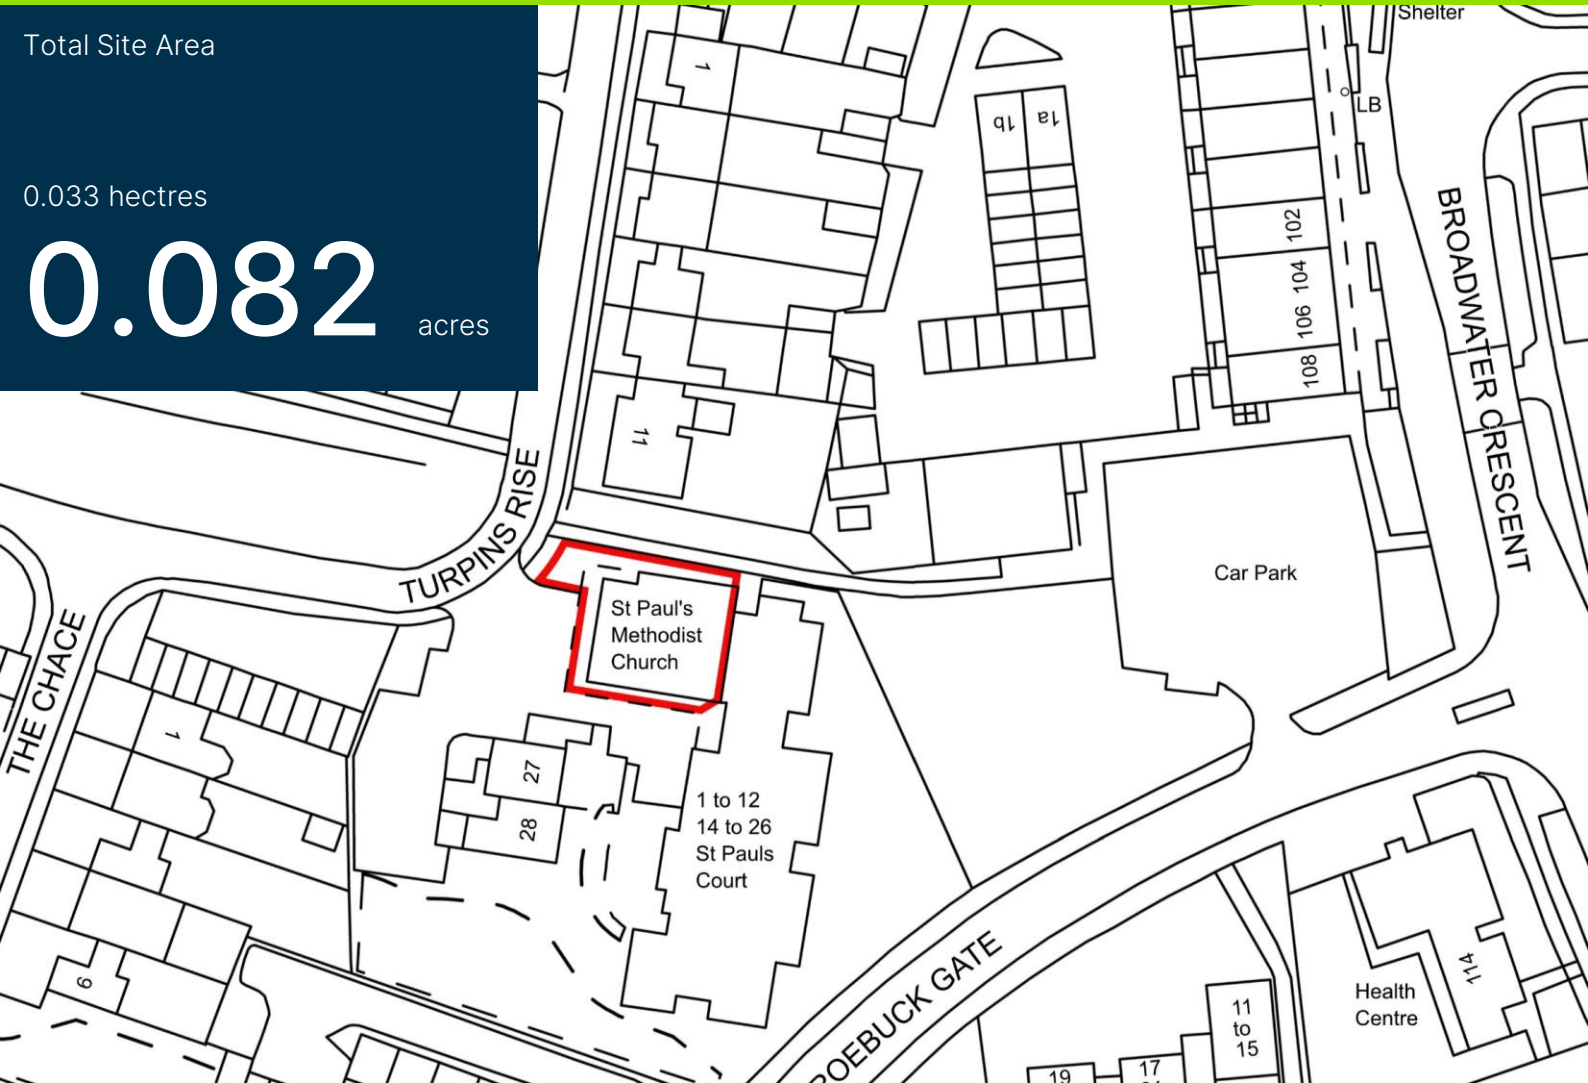 Total Site Area
0.033 hectres
0.082 acres
Shelter
LB
1
1b
1a
102
104
106
108
BROADWATER CRESCENT
11
TURPINS RISE
Car Park
St Paul's
Methodist
Church
THE CHACE
1
27
28
1 to 12
14 to 26
St Pauls
Court
9
ROEBUCK GATE
114
Health
Centre
11
to
15
17
19